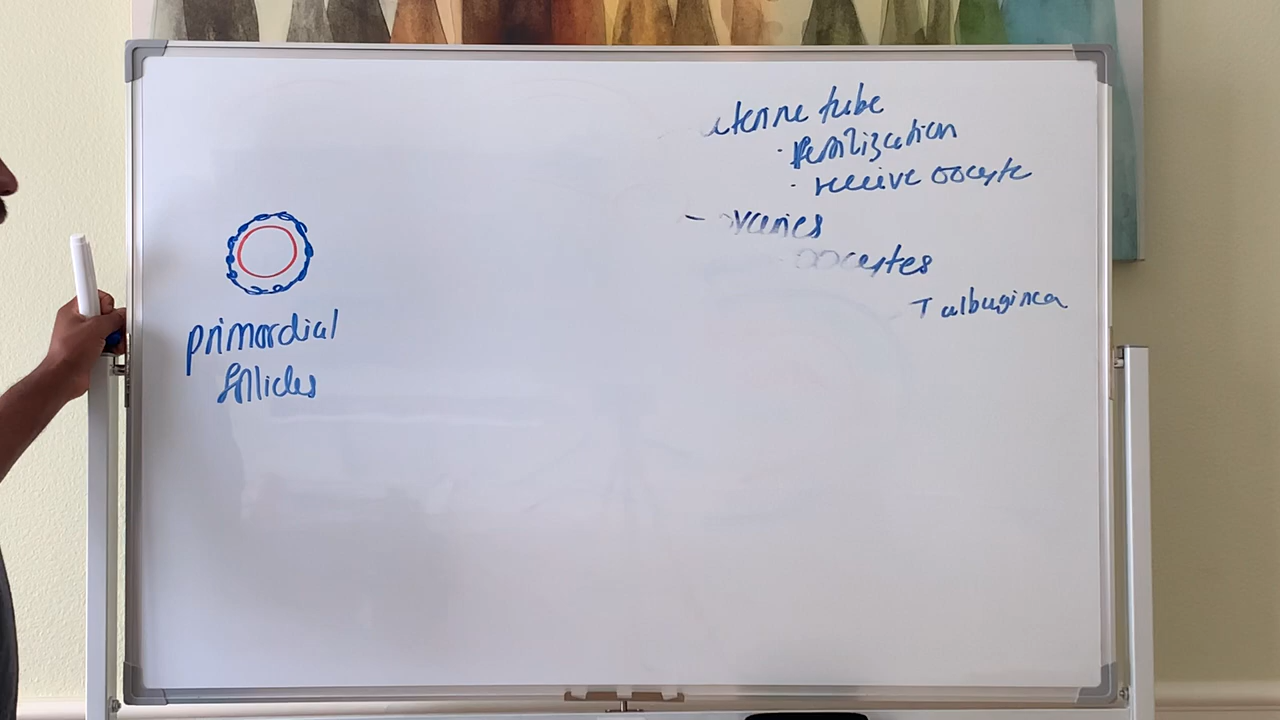 uterine tube
· fertilization
· receive oocyte
- ovaries
oocytes
T albuginea
primordial
follicles